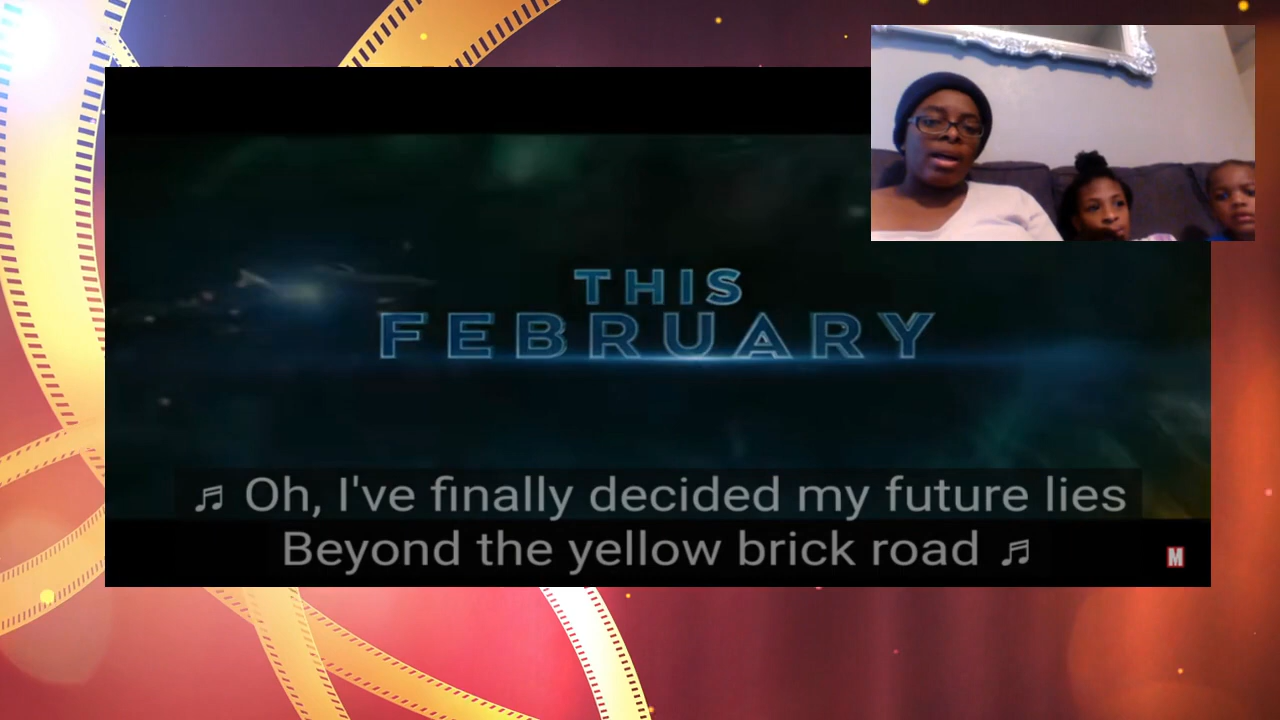 THIS
FEBRUARY
♬ Oh, I've finally decided my future lies
Beyond the yellow brick road ♬
M